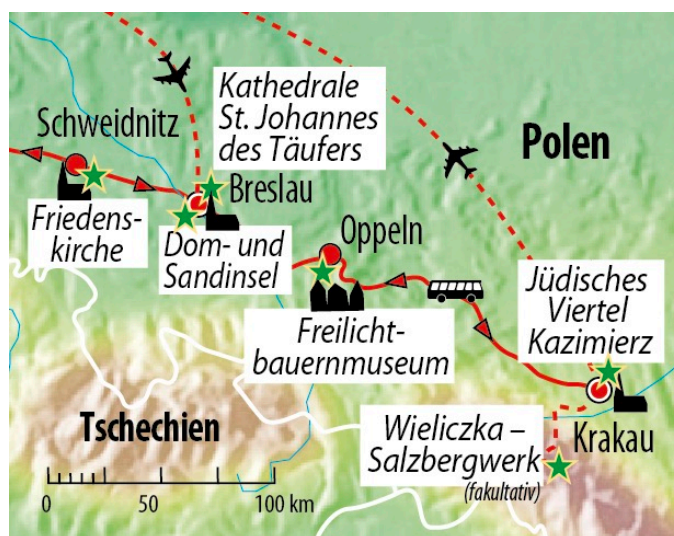 Kathedrale
St. Johannes
des Täufers
Schweidnitz
Polen
Breslau
Friedens-
kirche
Dom- und
Sandinsel
Oppeln
Jüdisches
Viertel
Kazimierz
Freilicht-
bauernmuseum
Tschechien
Wieliczka –
Salzbergwerk
(fakultativ)
Krakau
0 50 100 km